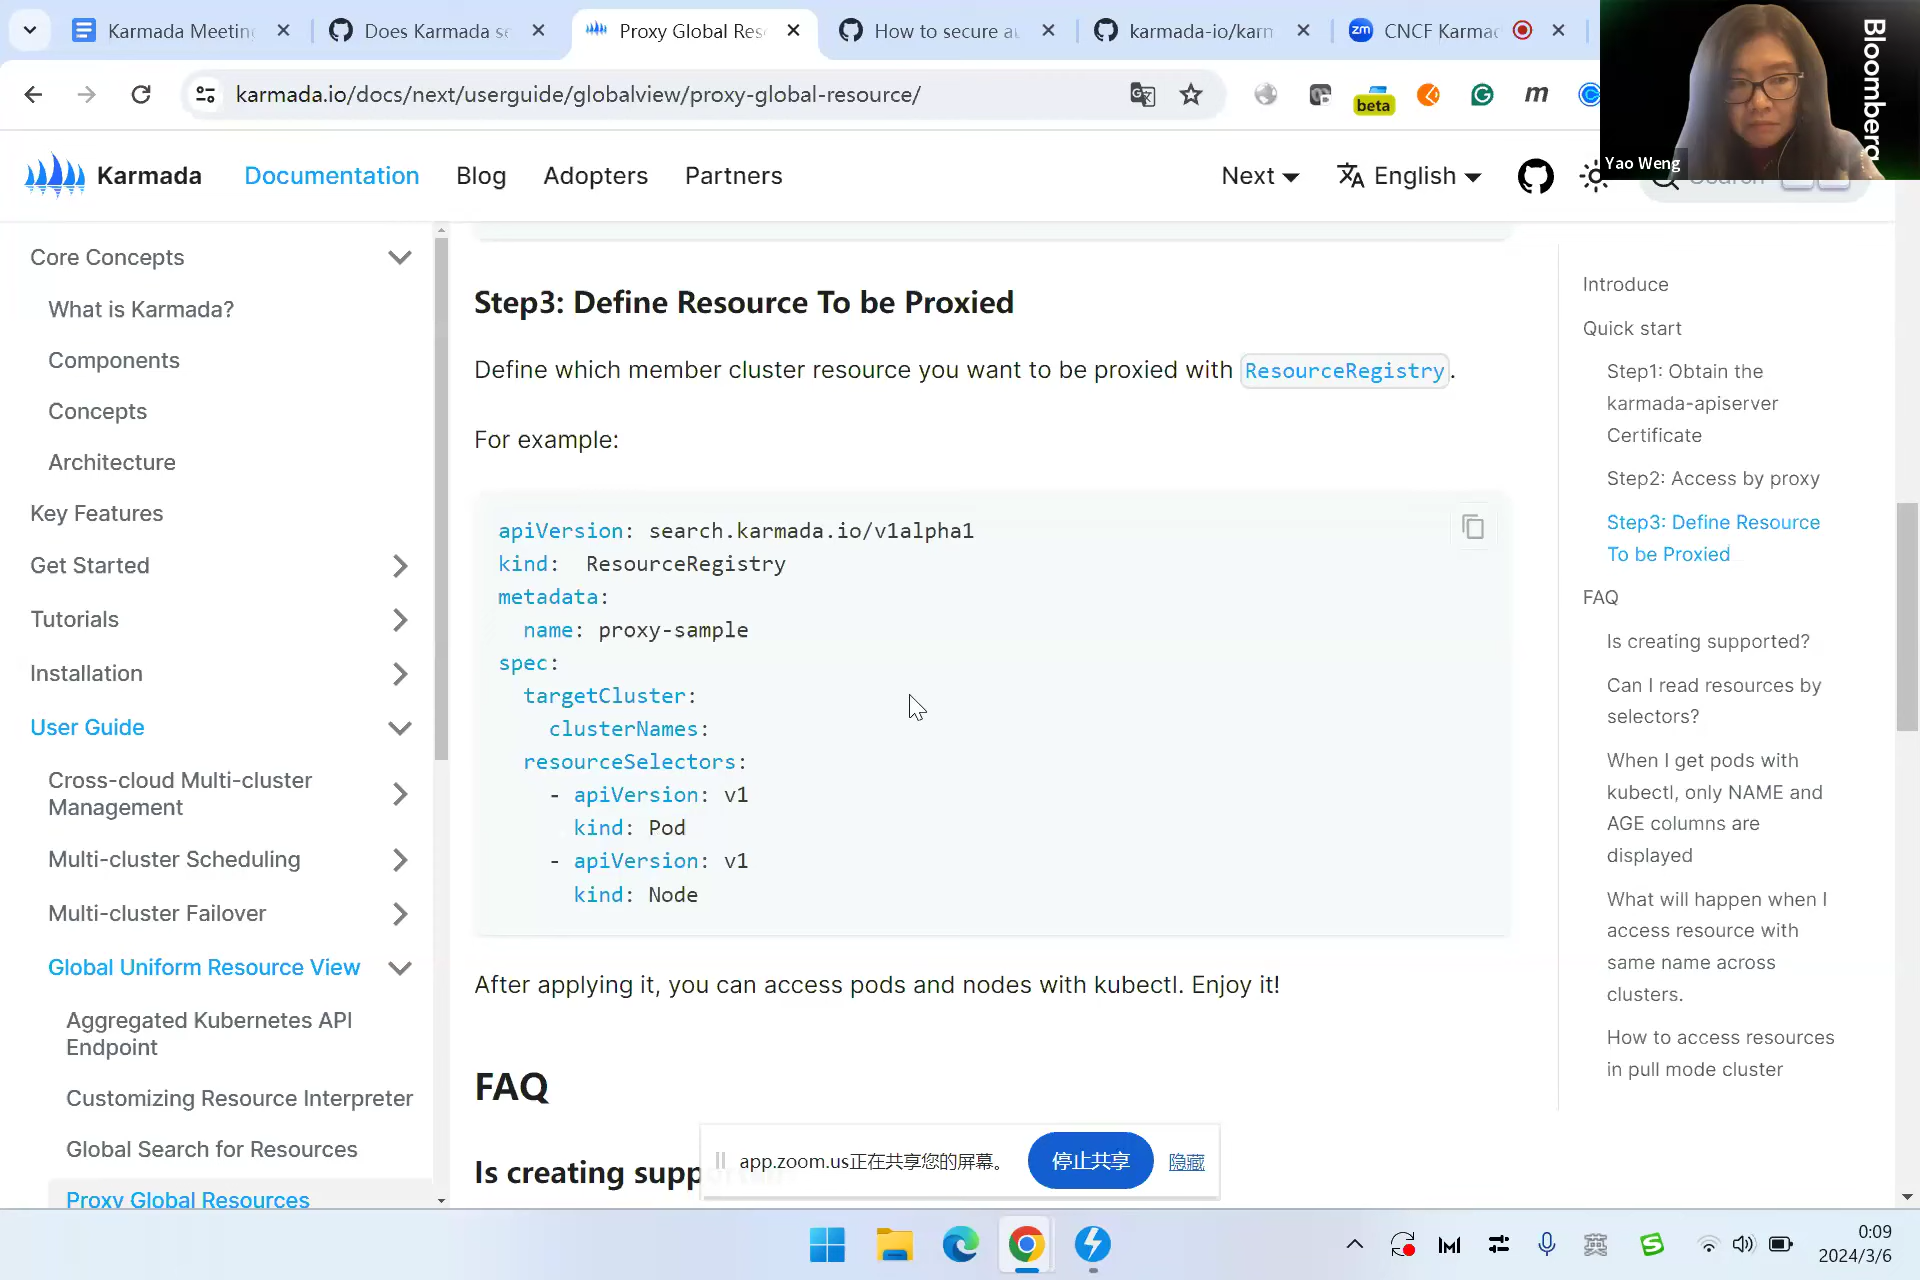 Karmada Meetin
Does Karmada se
Proxy Global Res
How to secure au
karmada-io/karm
zm
CNCF Karmac
karmada.io/docs/next/userguide/globalview/proxy-global-resource/
beta
m
Bloomberg
Yao Weng
Karmada
Documentation
Blog
Adopters
Partners
Next
English
Core Concepts
What is Karmada?
Components
Concepts
Architecture
Key Features
Get Started
Tutorials
Installation
User Guide
Cross-cloud Multi-cluster
Management
Multi-cluster Scheduling
Multi-cluster Failover
Global Uniform Resource View
Aggregated Kubernetes API
Endpoint
Customizing Resource Interpreter
Global Search for Resources
Proxy Global Resources
Step3: Define Resource To be Proxied
Define which member cluster resource you want to be proxied with ResourceRegistry.
For example:
apiVersion: search.karmada.io/v1alpha1
kind: ResourceRegistry
metadata:
name: proxy-sample
spec:
targetCluster:
clusterNames:
resourceSelectors:
- apiVersion: v1
kind: Pod
- apiVersion: v1
kind: Node
After applying it, you can access pods and nodes with kubectl. Enjoy it!
FAQ
Is creating supp
app.zoom.us正在共享您的屏幕。
停止共享
隐藏
Introduce
Quick start
Step1: Obtain the
karmada-apiserver
Certificate
Step2: Access by proxy
Step3: Define Resource
To be Proxied
FAQ
Is creating supported?
Can I read resources by
selectors?
When I get pods with
kubectl, only NAME and
AGE columns are
displayed
What will happen when I
access resource with
same name across
clusters.
How to access resources
in pull mode cluster
英
0:09
2024/3/6